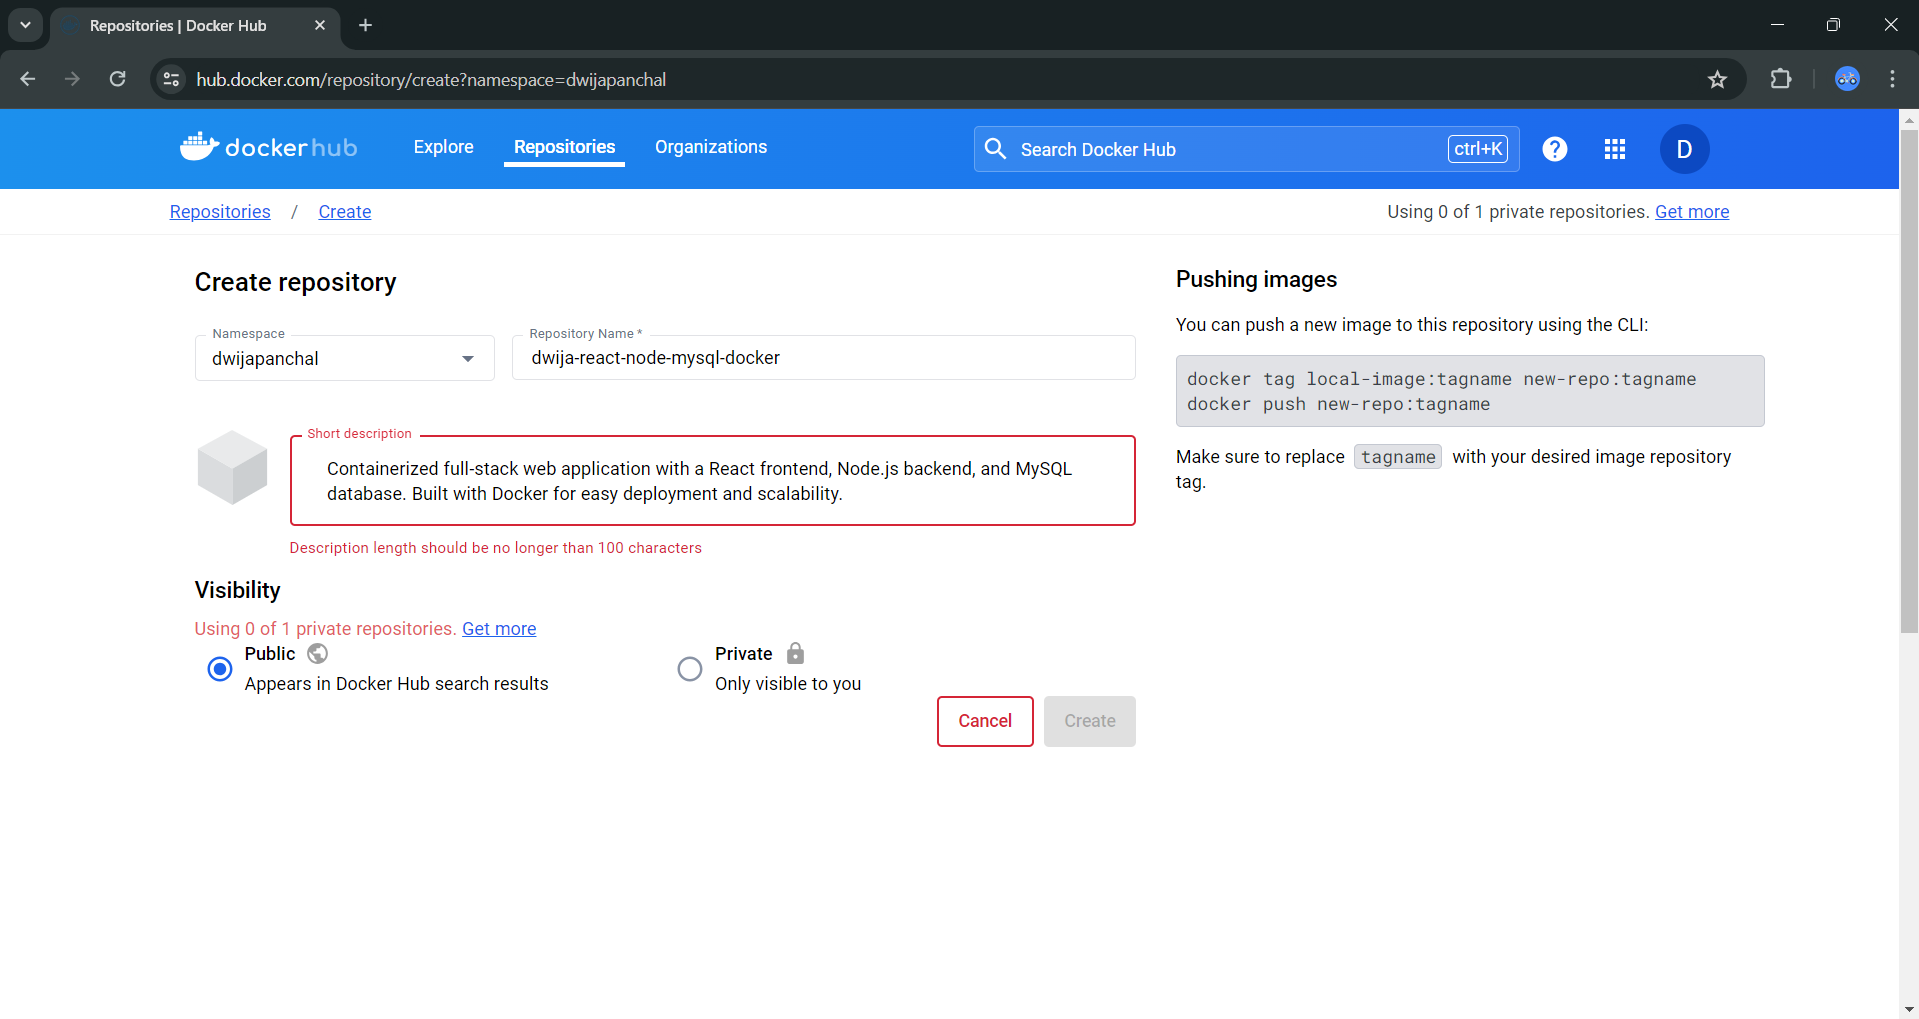 Repositories | Docker Hub
hub.docker.com/repository/create?namespace=dwijapanchal
dockerhub
Explore
Repositories
Organizations
Search Docker Hub
ctrl+K
?
D
Repositories / Create
Using 0 of 1 private repositories. Get more
Create repository
Namespace
dwijapanchal
Repository Name *
dwija-react-node-mysql-docker
Short description
Containerized full-stack web application with a React frontend, Node.js backend, and MySQL
database. Built with Docker for easy deployment and scalability.
Description length should be no longer than 100 characters
Visibility
Using 0 of 1 private repositories. Get more
Public
Appears in Docker Hub search results
Private
Only visible to you
Cancel
Create
Pushing images
You can push a new image to this repository using the CLI:
docker tag local-image:tagname new-repo:tagname
docker push new-repo:tagname
Make sure to replace tagname with your desired image repository
tag.